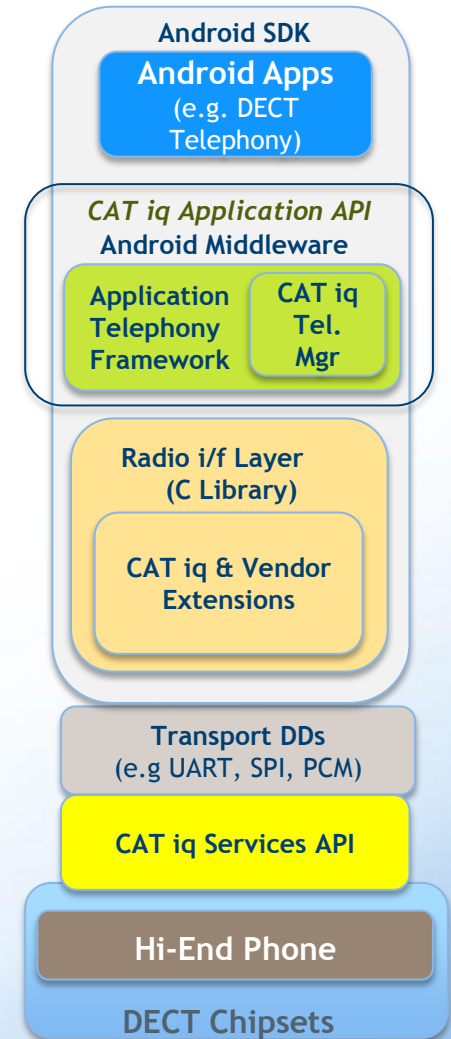 Android SDK
Android Apps
(e.g. DECT
Telephony)
CAT iq Application API
Android Middleware
Application
Telephony
Framework
CAT iq
Tel.
Mgr
Radio i/f Layer
(C Library)
CAT iq & Vendor
Extensions
Transport DDs
(e.g UART, SPI, PCM)
CAT iq Services API
Hi-End Phone
DECT Chipsets